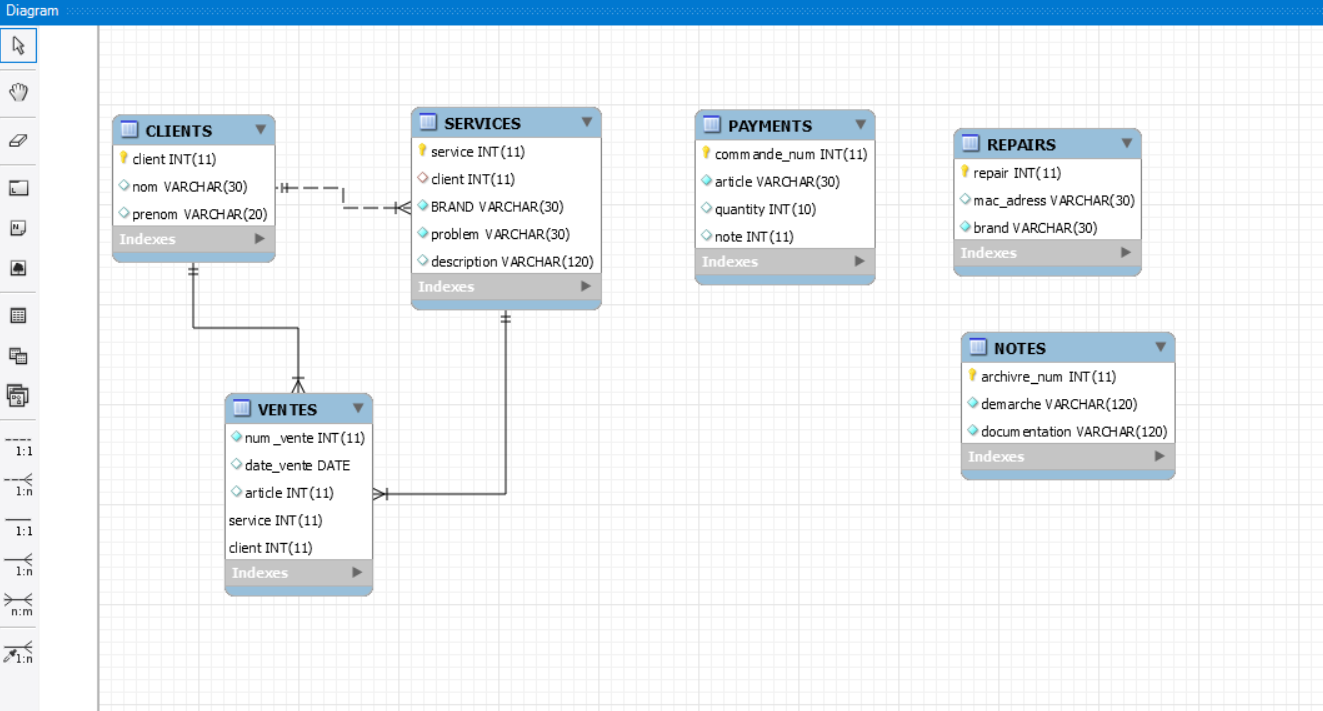 Diagram
CLIENTS
client INT(11)
nom VARCHAR(30)
prenom VARCHAR(20)
Indexes
SERVICES
service INT(11)
client INT(11)
BRAND VARCHAR(30)
problem VARCHAR(30)
description VARCHAR(120)
Indexes
PAYMENTS
commande_num INT(11)
article VARCHAR(30)
quantity INT(10)
note INT(11)
Indexes
REPAIRS
repair INT(11)
mac_adress VARCHAR(30)
brand VARCHAR(30)
Indexes
NOTES
archivre_num INT(11)
demarche VARCHAR(120)
documentation VARCHAR(120)
Indexes
VENTES
num_vente INT(11)
date_vente DATE
article INT(11)
service INT(11)
client INT(11)
Indexes
1:1
1:n
1:1
1:n
n:m
1:n